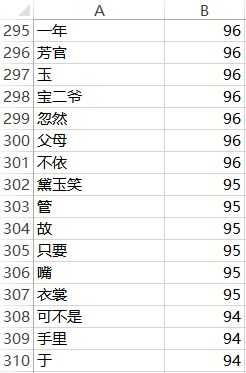 A B
295 一年 96
296 芳官 96
297 玉 96
298 宝二爷 96
299 忽然 96
300 父母 96
301 不依 96
302 黛玉笑 95
303 管 95
304 故 95
305 只要 95
306 嘴 95
307 衣裳 95
308 可不是 94
309 手里 94
310 于 94